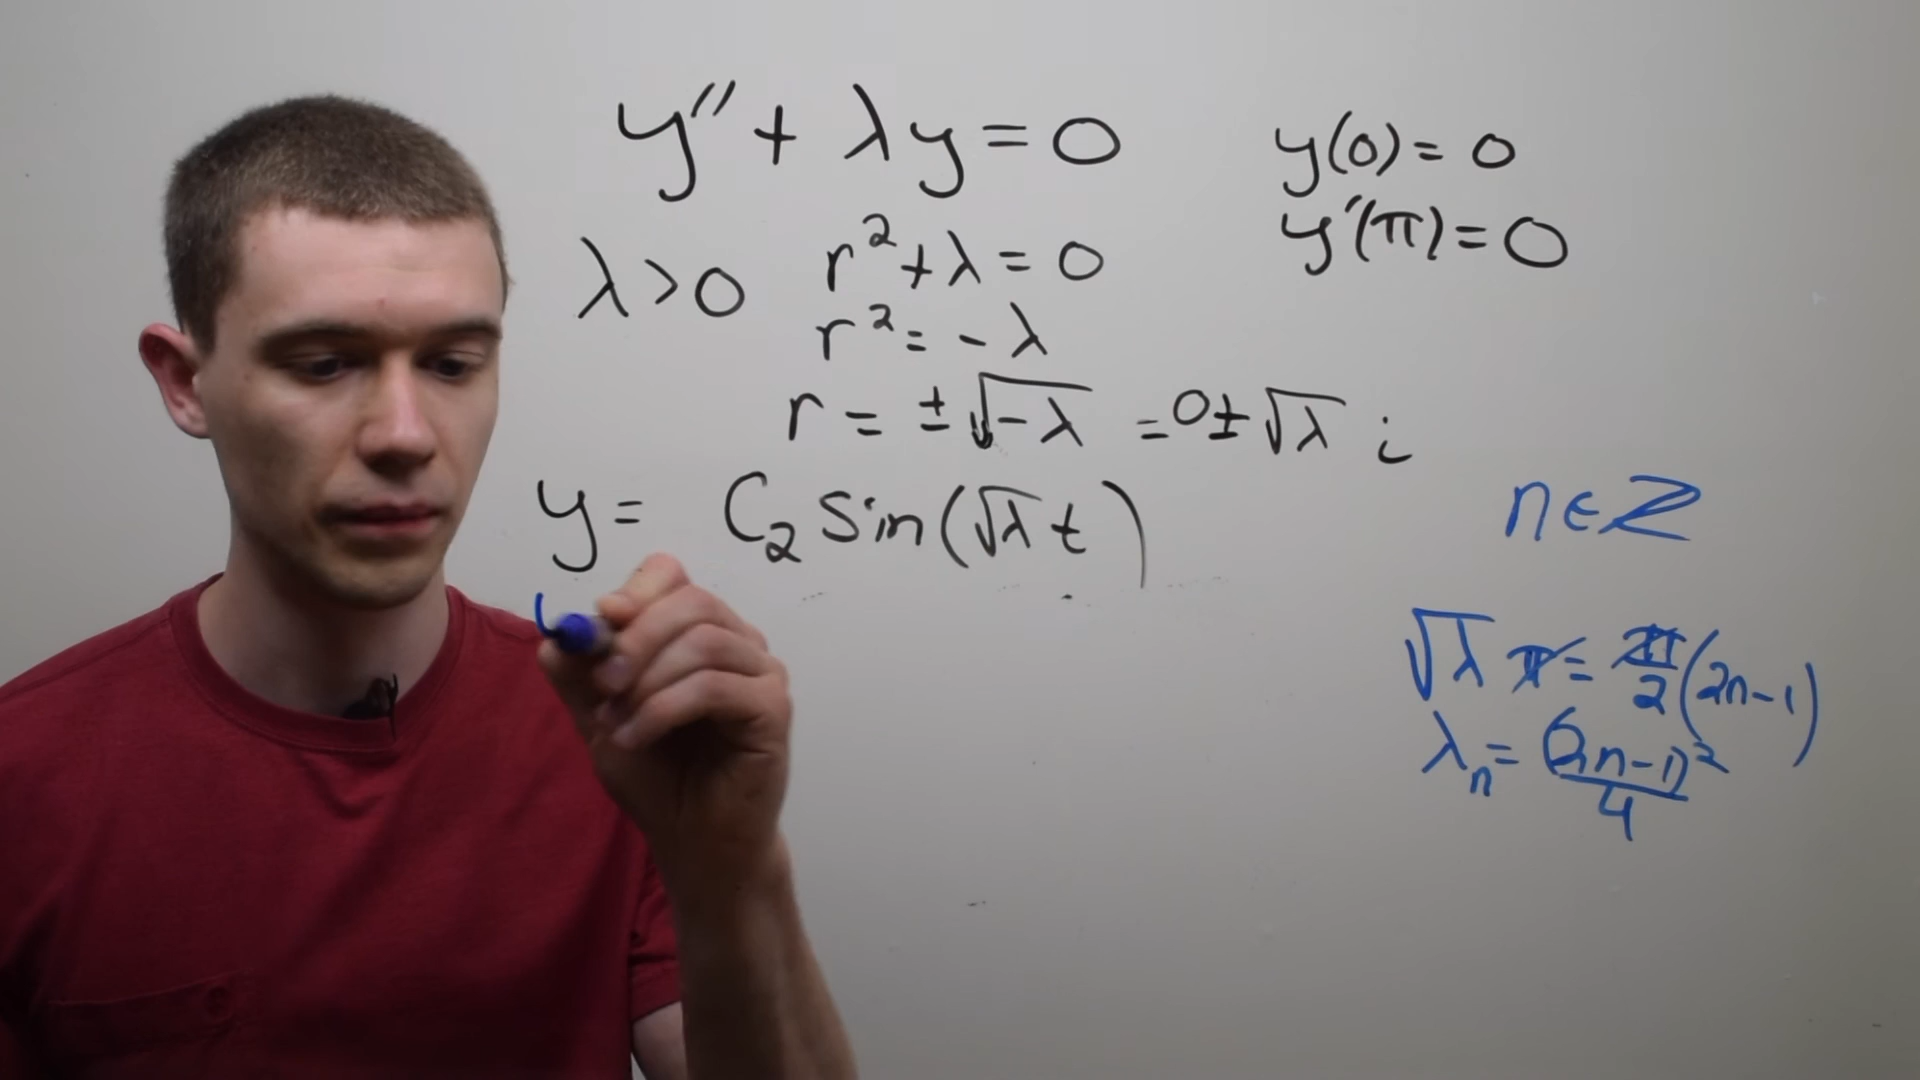 y″ + λy = 0
y(0) = 0
y′(π) = 0
λ > 0
r² + λ = 0
r² = -λ
r = ±√-λ = 0 ± √λ i
y = C₂ sin(√λ t)
n ∈ ℤ
√λ π = π/2 (2n-1)
λₙ = (2n-1)²/4